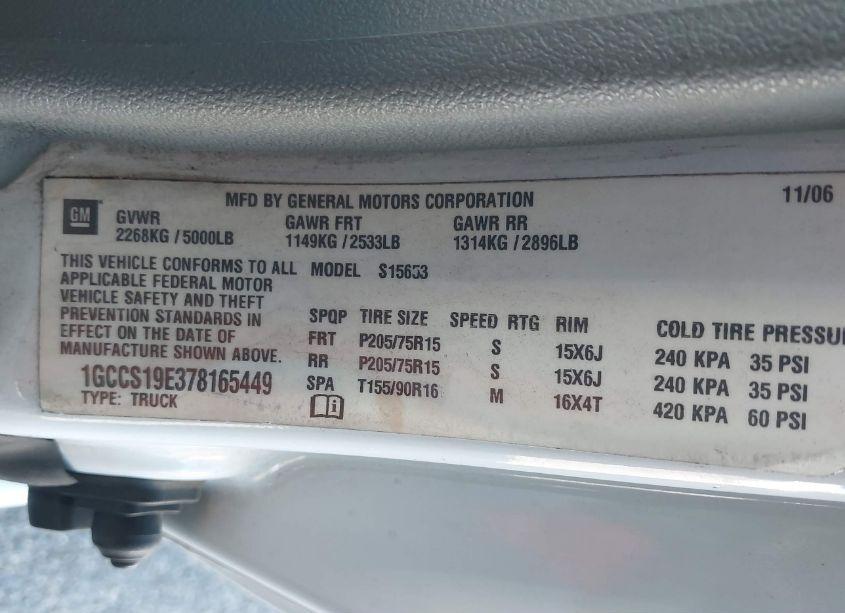 MFD BY GENERAL MOTORS CORPORATION 11/06
GM
GVWR GAWR FRT GAWR RR
2268KG / 5000LB 1149KG / 2533LB 1314KG / 2896LB
THIS VEHICLE CONFORMS TO ALL
APPLICABLE FEDERAL MOTOR
VEHICLE SAFETY AND THEFT
PREVENTION STANDARDS IN
EFFECT ON THE DATE OF
MANUFACTURE SHOWN ABOVE.
1GCCS19E378165449
TYPE: TRUCK
MODEL S15653
SPQP TIRE SIZE SPEED RTG RIM COLD TIRE PRESSUR
FRT P205/75R15 S 15X6J 240 KPA 35 PSI
RR P205/75R15 S 15X6J 240 KPA 35 PSI
SPA T155/90R16 M 16X4T 420 KPA 60 PSI